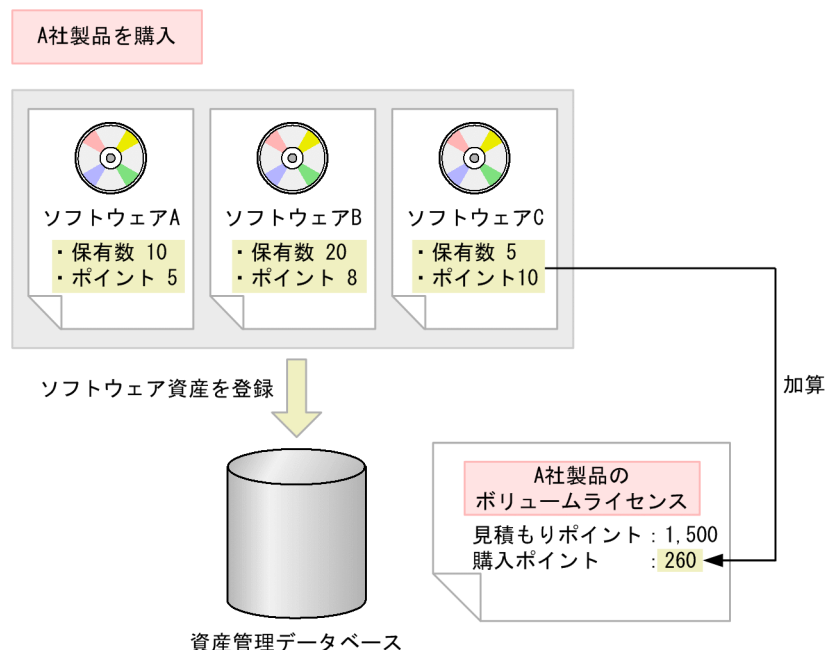 A社製品を購入
ソフトウェアA
・保有数 10
・ポイント 5
ソフトウェアB
・保有数 20
・ポイント 8
ソフトウェアC
・保有数 5
・ポイント10
ソフトウェア資産を登録
加算
A社製品の
ボリュームライセンス
見積もりポイント：1,500
購入ポイント　　：260
資産管理データベース